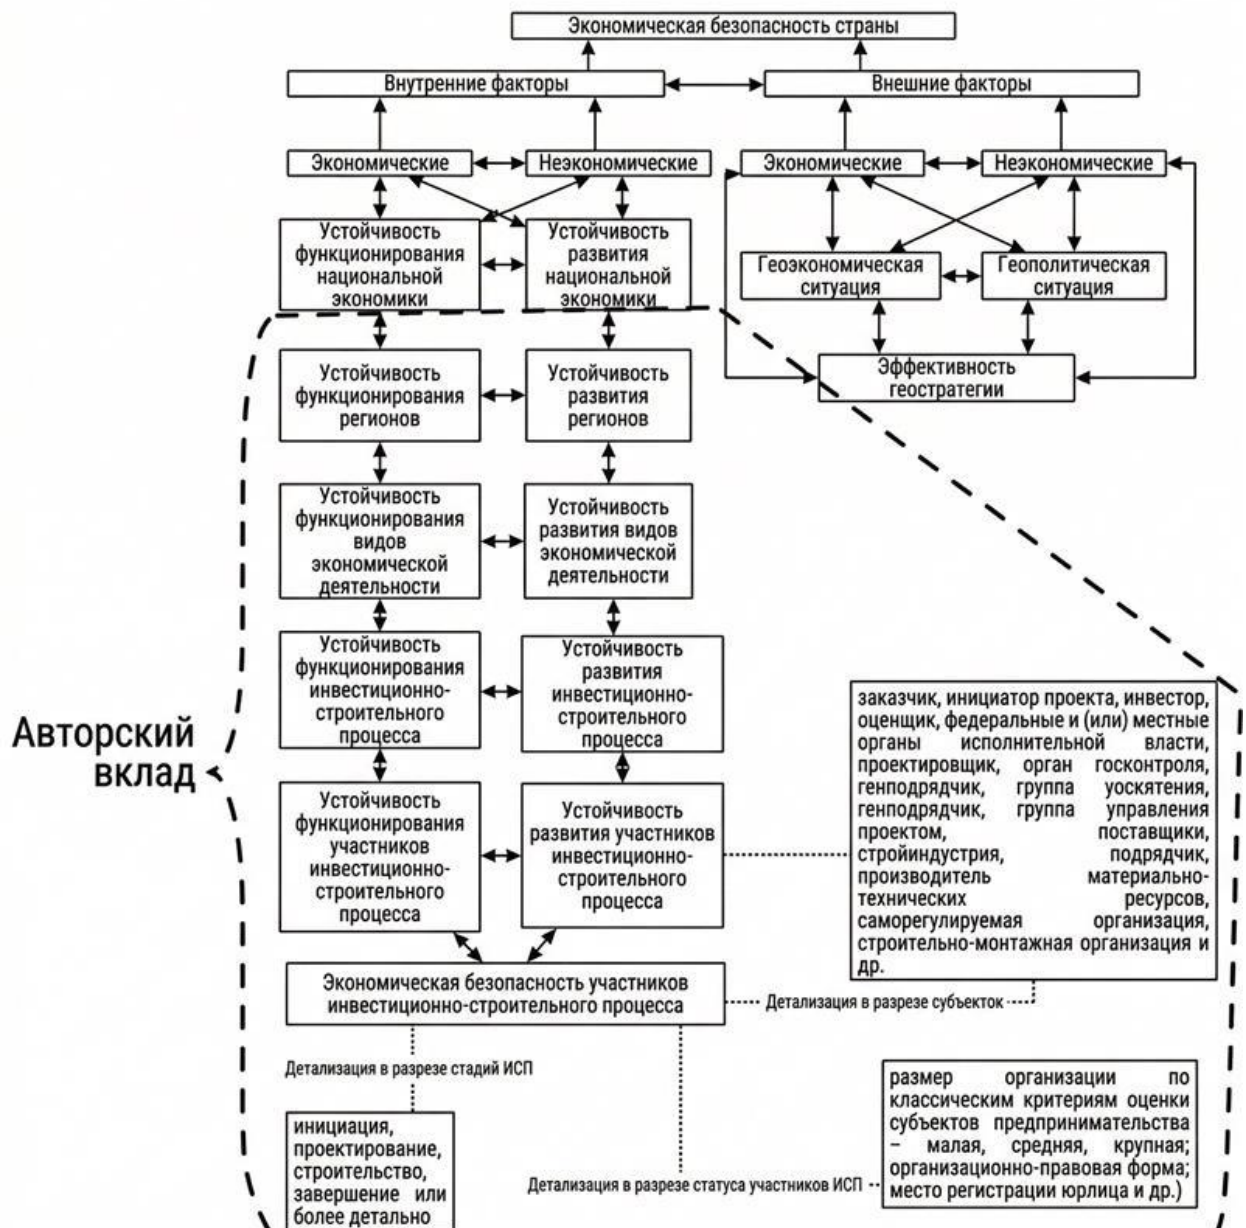 Экономическая безопасность страны
Внутренние факторы
Внешние факторы
Экономические
Неэкономические
Экономические
Неэкономические
Устойчивость
функционирования
национальной
экономики
Устойчивость
развития
национальной
экономики
Геоэкономическая
ситуация
Геополитическая
ситуация
Эффективность
геостратегии
Устойчивость
функционирования
регионов
Устойчивость
развития
регионов
Устойчивость
функционирования
видов
экономической
деятельности
Устойчивость
развития видов
экономической
деятельности
Устойчивость
функционирования
инвестиционно-
строительного
процесса
Устойчивость
развития
инвестиционно-
строительного
процесса
Авторский
вклад
Устойчивость
функционирования
участников
инвестиционно-
строительного
процесса
Устойчивость
развития участников
инвестиционно-
строительного
процесса
заказчик, инициатор проекта, инвестор,
оценщик, федеральные и (или) местные
органы исполнительной власти,
проектировщик, орган госконтроля,
генподрядчик, группа уоскятения,
генподрядчик, группа управления
проектом, поставщики,
стройиндустрия, подрядчик,
производитель материально-
технических ресурсов,
саморегулируемая организация,
строительно-монтажная организация и
др.
Экономическая безопасность участников
инвестиционно-строительного процесса
Детализация в разрезе субъекток
Детализация в разрезе стадий ИСП
инициация,
проектирование,
строительство,
завершение или
более детально
Детализация в разрезе статуса участников ИСП
размер организации по
классическим критериям оценки
субъектов предпринимательства
– малая, средняя, крупная;
организационно-правовая форма;
место регистрации юрлица и др.)